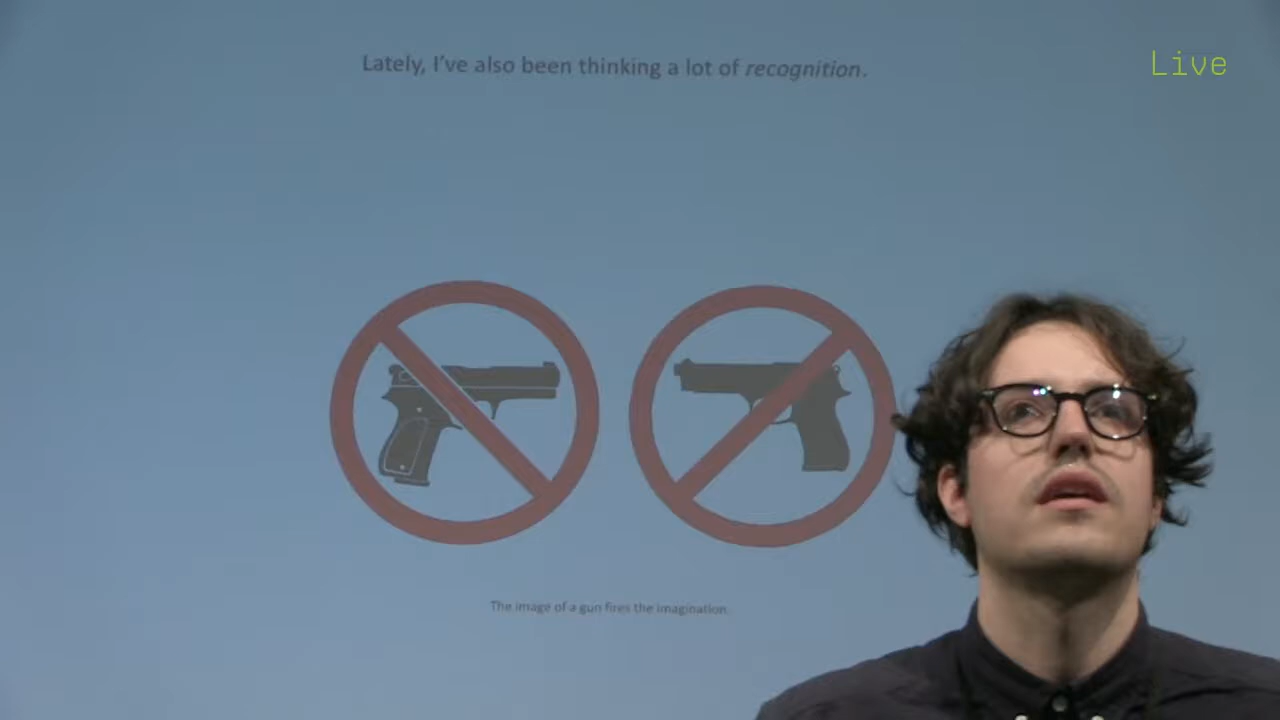 Lately, I've also been thinking a lot of recognition.
Live
The image of a gun fires the imagination.